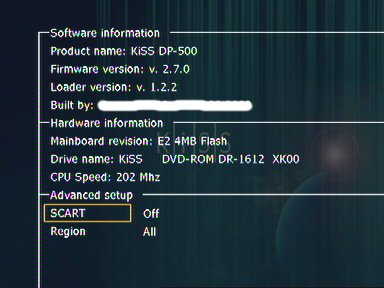 Software information
Product name: KiSS DP-500
Firmware version: v. 2.7.0
Loader version: v. 1.2.2
Built by:
Hardware information
Mainboard revision: E2 4MB Flash
Drive name: KiSS DVD-ROM DR-1612 XK00
CPU Speed: 202 Mhz
Advanced setup
SCART Off
Region All